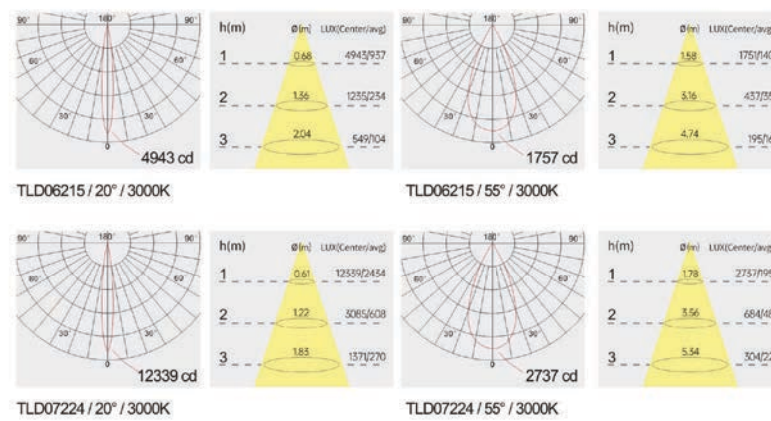 90° 180° 90°
60° 60°
30° 30°
0
4943 cd
h(m) Ø(m) LUX(Center/avg)
1 0.68 4943/937
2 1.36 1235/234
3 2.04 549/104
TLD06215 / 20° / 3000K
90° 180° 90°
60° 60°
30° 30°
0
1757 cd
h(m) Ø(m) LUX(Center/avg)
1 1.58
2 3.16
3 4.74
TLD06215 / 55° / 3000K
90° 180° 90°
60° 60°
30° 30°
0
12339 cd
h(m) Ø(m) LUX(Center/avg)
1 0.61 12339/2434
2 1.22 3085/608
3 1.83 1371/270
TLD07224 / 20° / 3000K
90° 180° 90°
60° 60°
30° 30°
0
2737 cd
h(m) Ø(m) LUX(Center/avg)
1 1.78
2 3.56
3 5.34
TLD07224 / 55° / 3000K